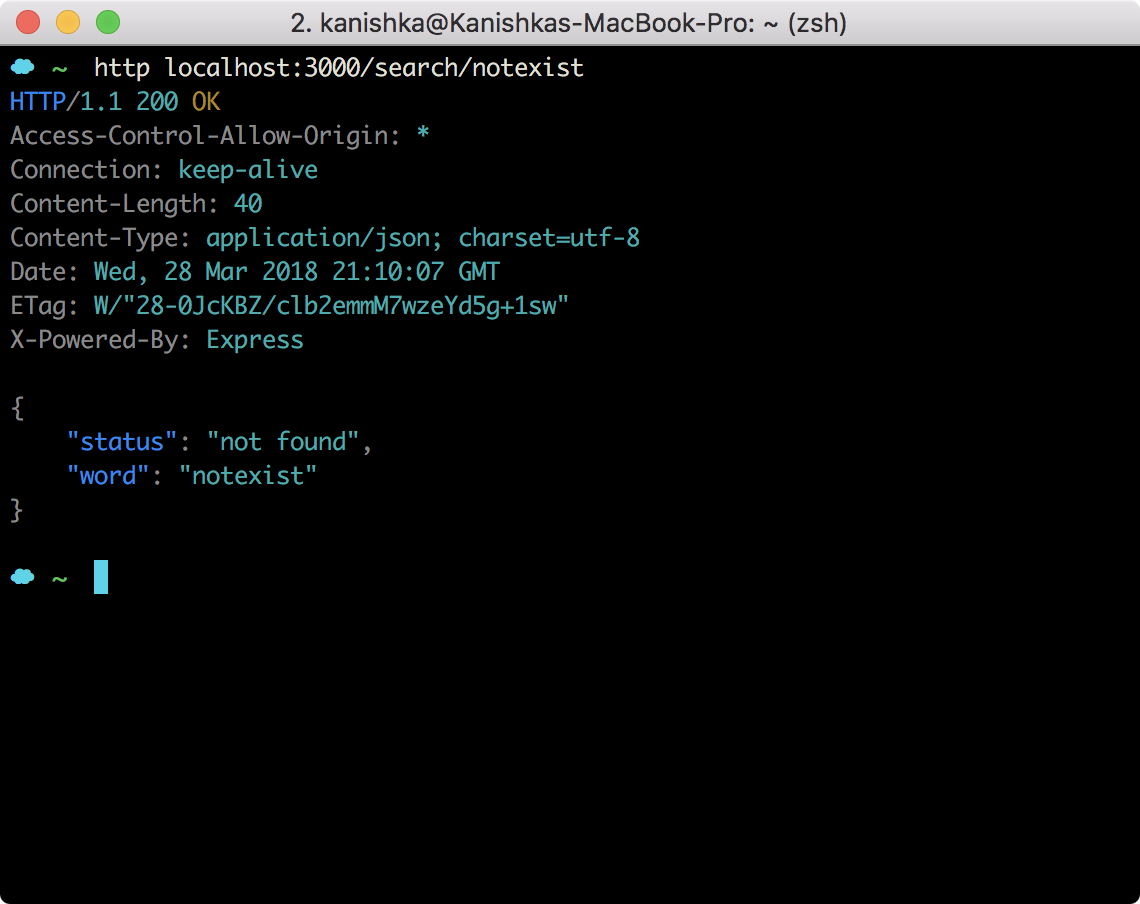 2. kanishka@Kanishkas-MacBook-Pro: ~ (zsh)
~ http localhost:3000/search/notexist
HTTP/1.1 200 OK
Access-Control-Allow-Origin: *
Connection: keep-alive
Content-Length: 40
Content-Type: application/json; charset=utf-8
Date: Wed, 28 Mar 2018 21:10:07 GMT
ETag: W/"28-0JcKBZ/clb2emmM7wzeYd5g+1sw"
X-Powered-By: Express
{
    "status": "not found",
    "word": "notexist"
}
~